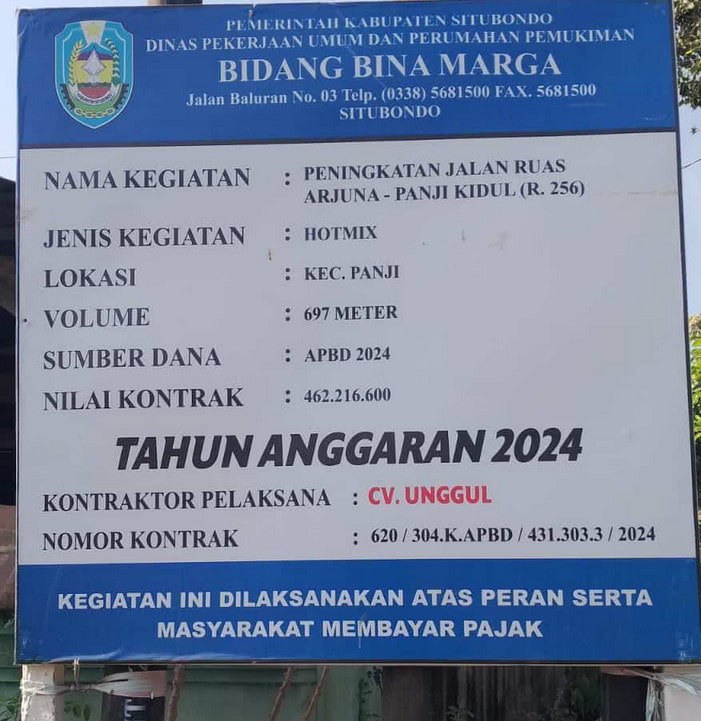 PEMERINTAH KABUPATEN SITUBONDO
DINAS PEKERJAAN UMUM DAN PERUMAHAN PEMUKIMAN
BIDANG BINA MARGA
Jalan Baluran No. 03 Telp. (0338) 5681500 FAX. 5681500
SITUBONDO
NAMA KEGIATAN : PENINGKATAN JALAN RUAS
ARJUNA - PANJI KIDUL (R. 256)
JENIS KEGIATAN : HOTMIX
LOKASI : KEC. PANJI
VOLUME : 697 METER
SUMBER DANA : APBD 2024
NILAI KONTRAK : 462.216.600
TAHUN ANGGARAN 2024
KONTRAKTOR PELAKSANA : CV. UNGGUL
NOMOR KONTRAK : 620 / 304.K.APBD / 431.303.3 / 2024
KEGIATAN INI DILAKSANAKAN ATAS PERAN SERTA
MASYARAKAT MEMBAYAR PAJAK